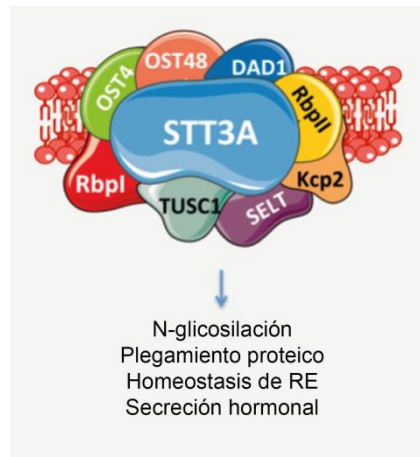 OST4
OST48
DAD1
RbpII
STT3A
RbpI
Kcp2
TUSC1
SELT
N-glicosilación
Plegamiento proteico
Homeostasis de RE
Secreción hormonal